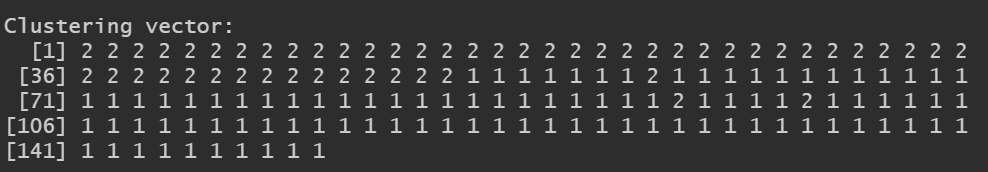 Clustering vector:
[1] 2 2 2 2 2 2 2 2 2 2 2 2 2 2 2 2 2 2 2 2 2 2 2 2 2 2 2 2 2 2 2 2 2 2 2
[36] 2 2 2 2 2 2 2 2 2 2 2 2 2 2 2 1 1 1 1 1 1 1 2 1 1 1 1 1 1 1 1 1 1 1 1
[71] 1 1 1 1 1 1 1 1 1 1 1 1 1 1 1 1 1 1 1 1 1 1 1 2 1 1 1 1 2 1 1 1 1 1 1
[106] 1 1 1 1 1 1 1 1 1 1 1 1 1 1 1 1 1 1 1 1 1 1 1 1 1 1 1 1 1 1 1 1 1 1 1
[141] 1 1 1 1 1 1 1 1 1 1